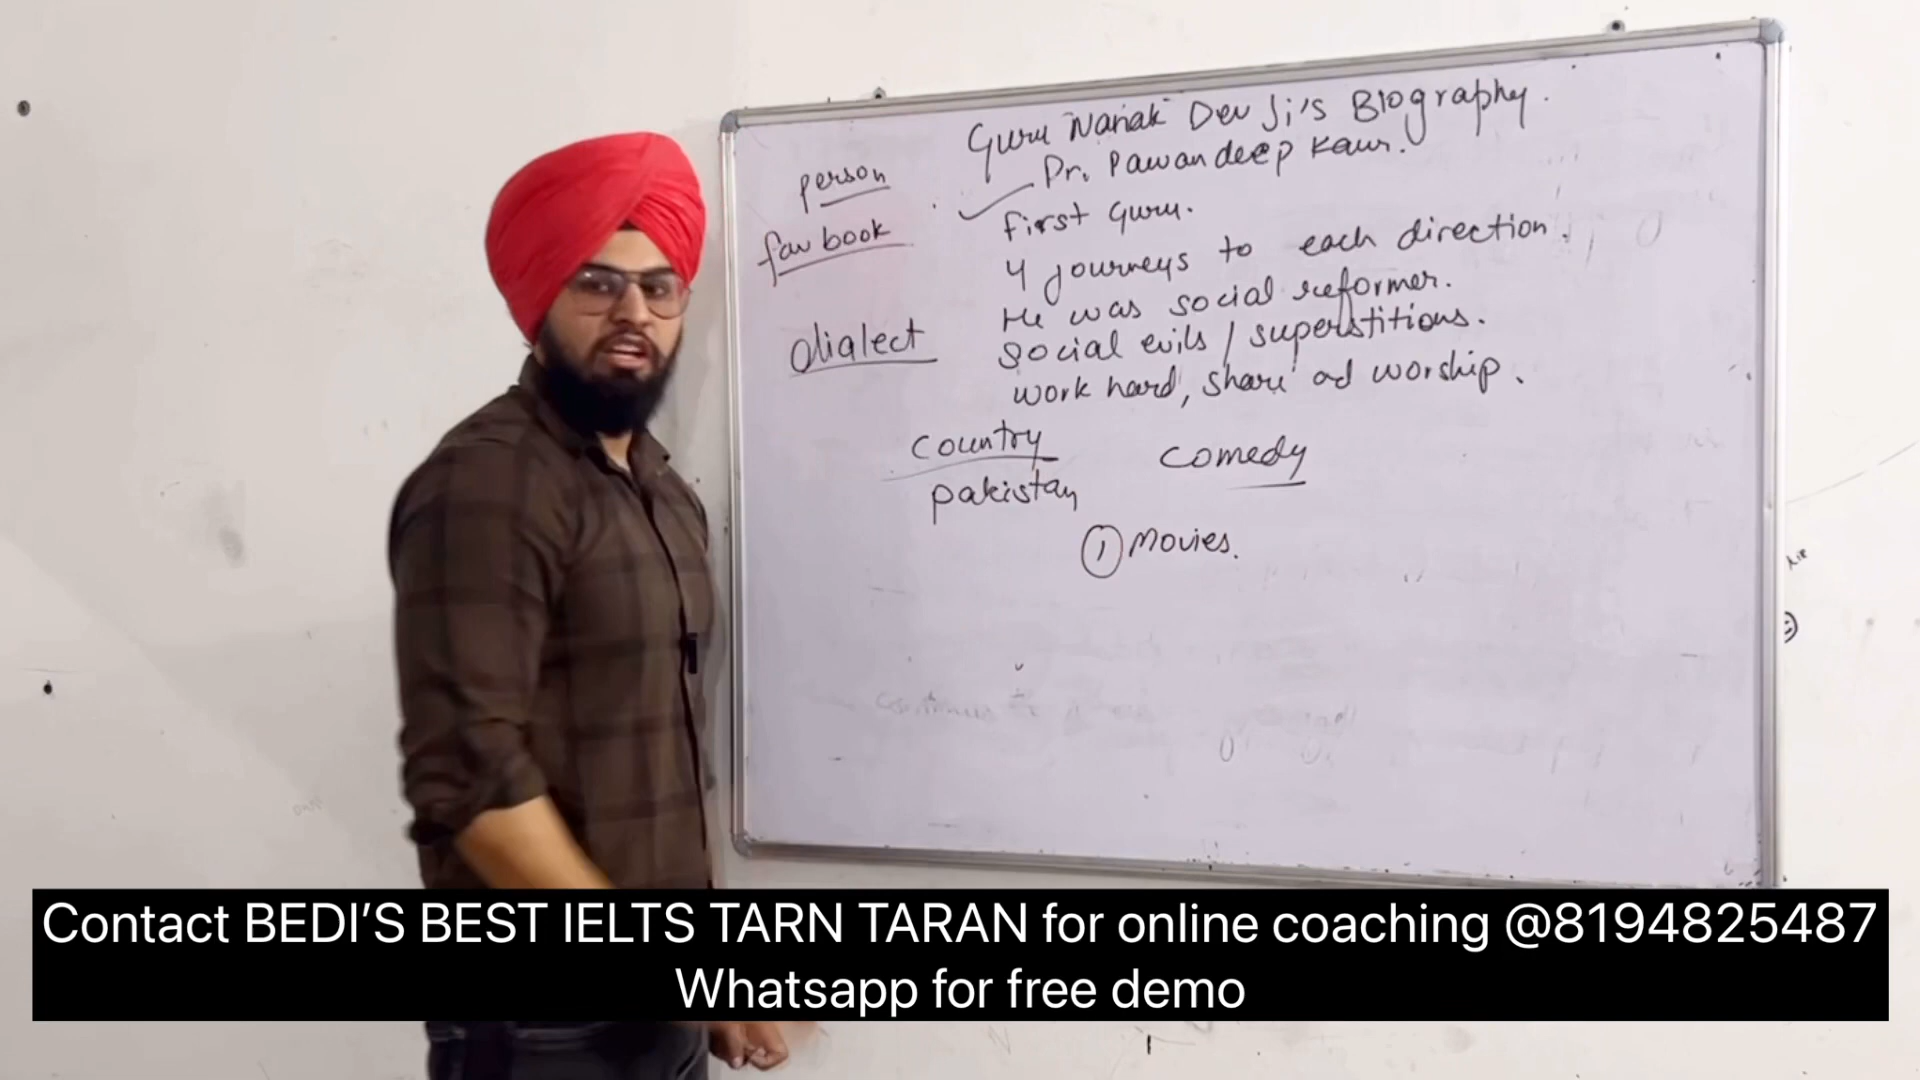 Guru Nanak Dev Ji's Biography.
Dr. Pawandeep Kaur.
person
fav book
dialect
First Guru.
4 journeys to each direction.
He was social reformer.
social evils / superstitions.
work hard, share ad worship.
Country
Pakistan
Comedy
1 Movies.
Contact BEDI'S BEST IELTS TARN TARAN for online coaching @8194825487
Whatsapp for free demo